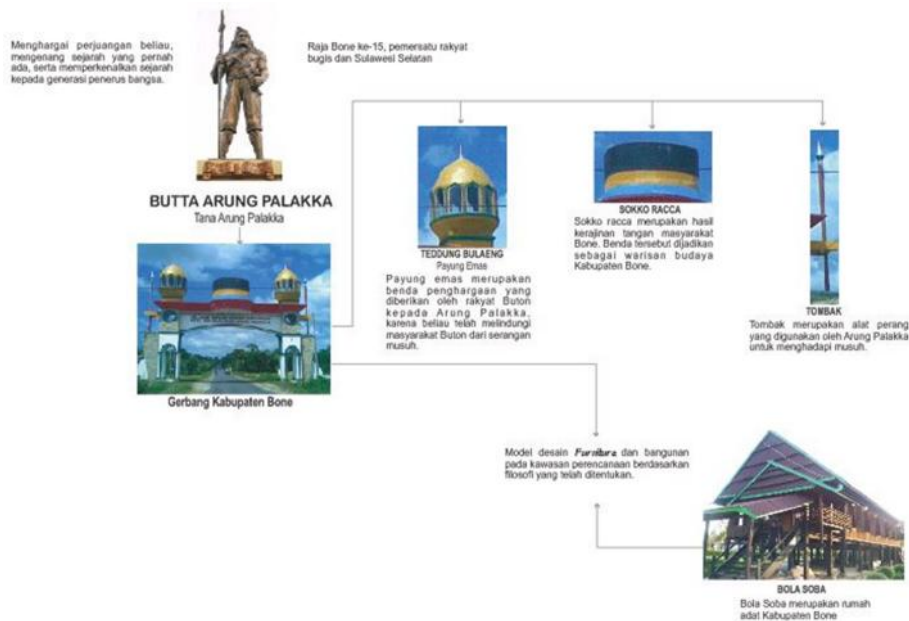 Menghargai perjuangan beliau,
mengenang sejarah yang pernah
ada, serta memperkenalkan sejarah
kepada generasi penerus bangsa.
Raja Bone ke-15, pemersatu rakyat
bugis dan Sulawesi Selatan
BUTTA ARUNG PALAKKA
Tana Arung Palakka
Gerbang Kabupaten Bone
TEDDUNG BULAENG
Payung Emas
Payung emas merupakan
benda penghargaan yang
diberikan oleh rakyat Buton
kepada Arung Palakka,
karena beliau telah melindungi
masyarakat Buton dari serangan
musuh.
SOKKO RACCA
Sokko racca merupakan hasil
kerajinan tangan masyarakat
Bone. Benda tersebut dijadikan
sebagai warisan budaya
Kabupaten Bone.
TOMBAK
Tombak merupakan alat perang
yang digunakan oleh Arung Palakka
untuk menghadapi musuh.
Model desain Furnitura dan bangunan
pada kawasan perencanaan berdasarkan
filosofi yang telah ditentukan.
BOLA SOBA
Bola Soba merupakan rumah
adat Kabupaten Bone